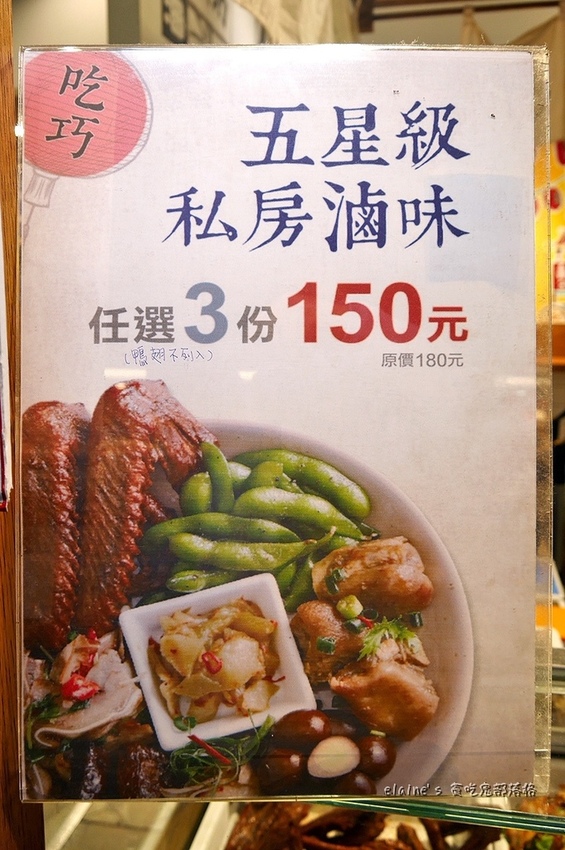 吃巧
五星級
私房滷味
任選3份150元
(鴨翅不列入)
原價180元
elaine's 貪吃鬼部落格